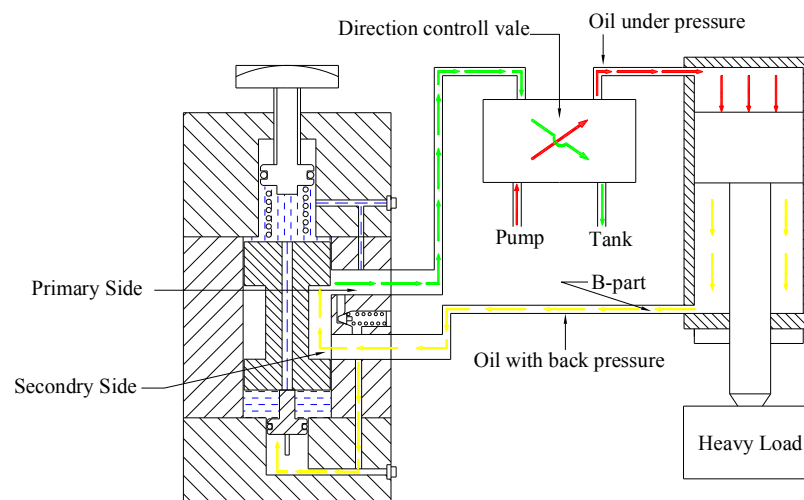 Direction controll vale
Oil under pressure
Pump
Tank
Primary Side
B-part
Secondry Side
Oil with back pressure
Heavy Load